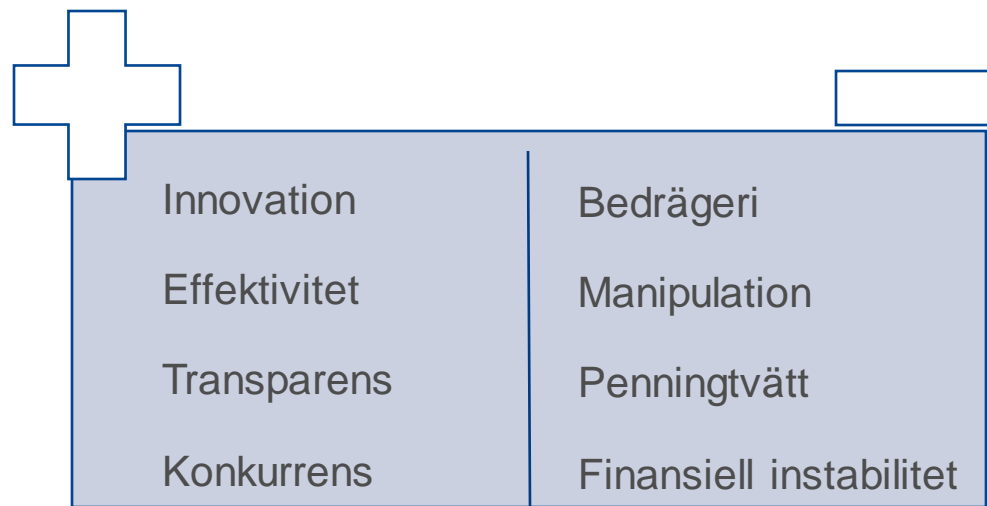 Innovation
Effektivitet
Transparens
Konkurrens
Bedrägeri
Manipulation
Penningtvätt
Finansiell instabilitet